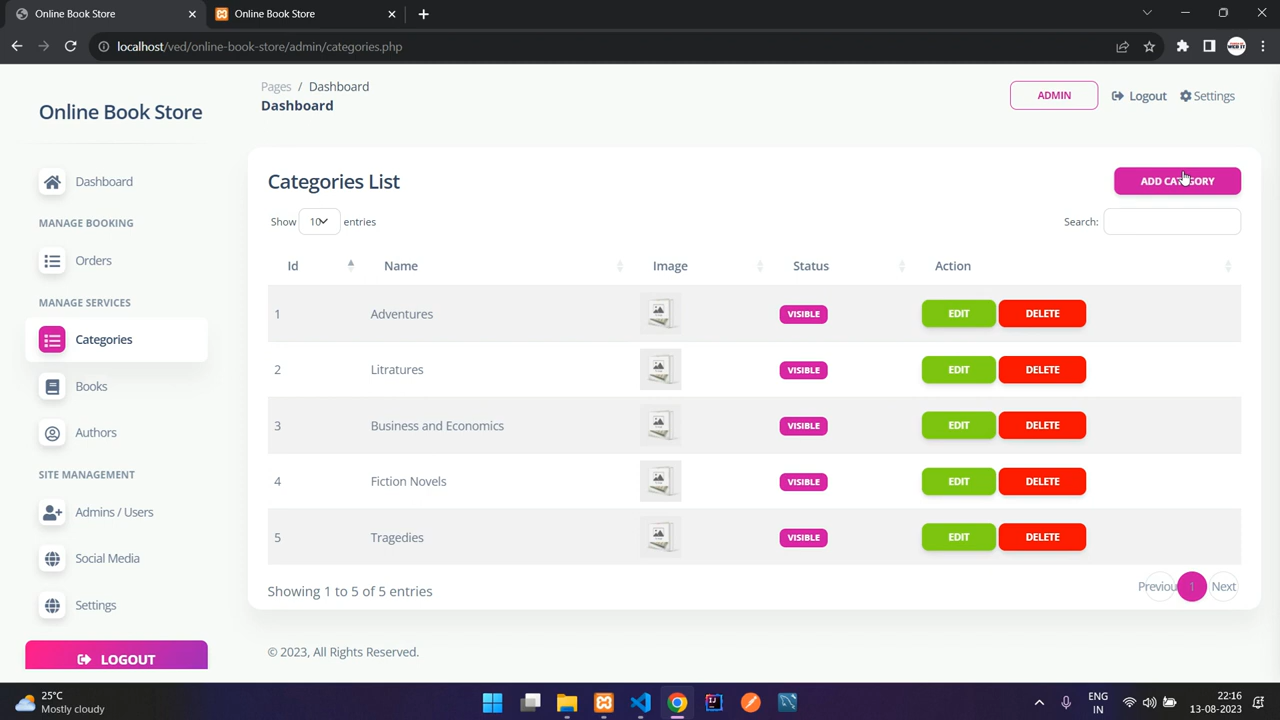 Online Book Store
Online Book Store
localhost/ved/online-book-store/admin/categories.php
Online Book Store
Pages / Dashboard
Dashboard
ADMIN
Logout
Settings
Dashboard
MANAGE BOOKING
Orders
MANAGE SERVICES
Categories
Books
Authors
SITE MANAGEMENT
Admins / Users
Social Media
Settings
LOGOUT
Categories List
ADD CATEGORY
Show 10 entries
Search:
Id Name Image Status Action
1 Adventures VISIBLE EDIT DELETE
2 Litratures VISIBLE EDIT DELETE
3 Business and Economics VISIBLE EDIT DELETE
4 Fiction Novels VISIBLE EDIT DELETE
5 Tragedies VISIBLE EDIT DELETE
Showing 1 to 5 of 5 entries
Previou 1 Next
© 2023, All Rights Reserved.
25°C
Mostly cloudy
ENG
IN
22:16
13-08-2023